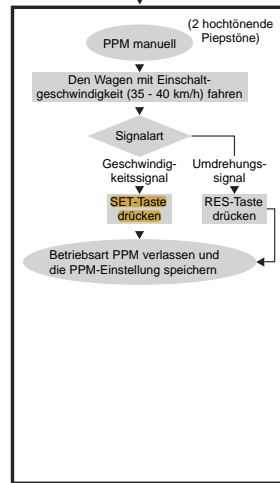 (2 hochtönende
Piepstöne)
PPM manuell
Den Wagen mit Einschalt-
geschwindigkeit (35 - 40 km/h) fahren
Signalart
Geschwindig-
keitssignal
Umdrehungs-
signal
SET-Taste
drücken
RES-Taste
drücken
Betriebsart PPM verlassen und
die PPM-Einstellung speichern